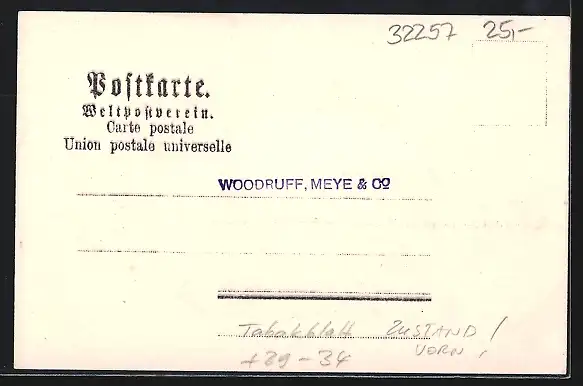 32257 25,-
Postkarte.
Weltpostverein.
Carte postale
Union postale universelle
WOODRUFF, MEYE & Cº
Tabakblatt ZUSTAND!
+39-34 VORN!